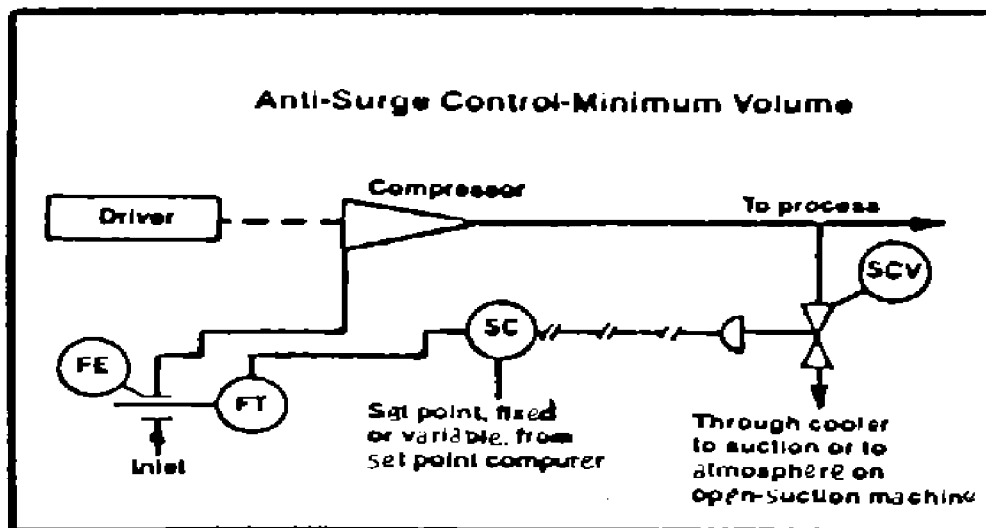 Anti-Surge Control-Minimum Volume
Compressor
Driver
To process
SCV
SC
FE
FT
Sgt point, fixed
or variable, from
set point computer
Inlet
Through cooler
to suction or to
atmosphere on
open-suction machine